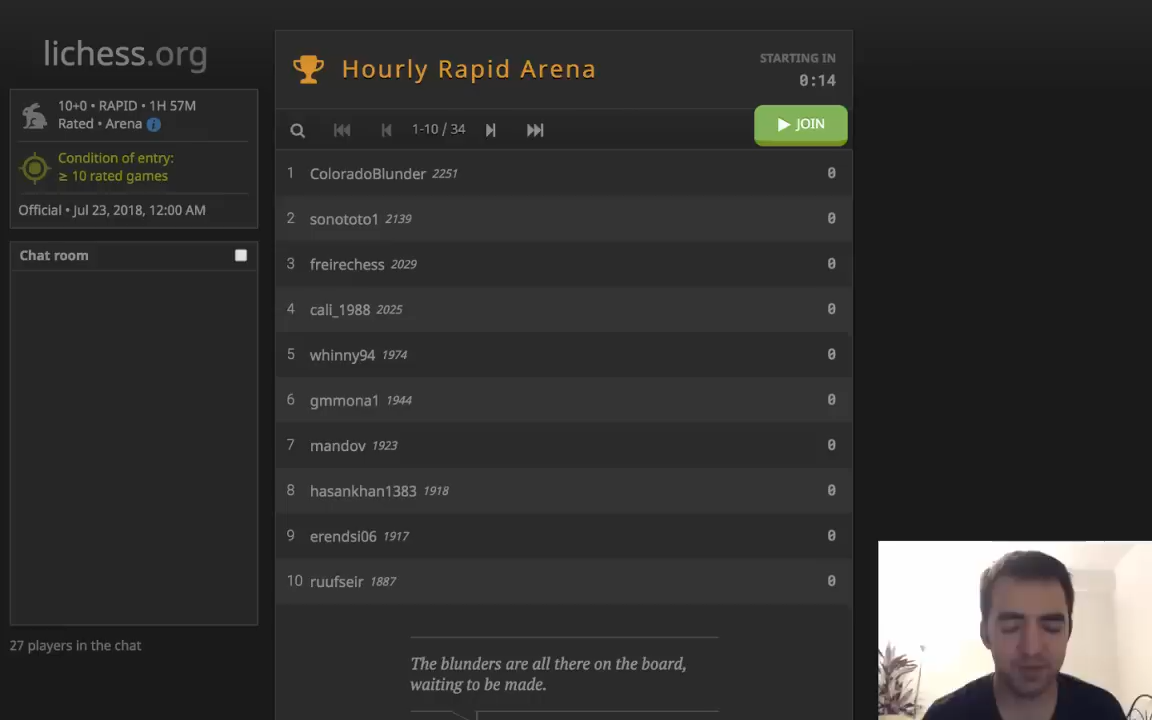 lichess.org
10+0 • RAPID • 1H 57M
Rated • Arena
Condition of entry:
≥ 10 rated games
Official • Jul 23, 2018, 12:00 AM
Chat room
27 players in the chat
Hourly Rapid Arena
STARTING IN
0:14
1-10 / 34
JOIN
1 ColoradoBlunder 2251 0
2 sonototo1 2139 0
3 freirechess 2029 0
4 cali_1988 2025 0
5 whinny94 1974 0
6 gmmona1 1944 0
7 mandov 1923 0
8 hasankhan1383 1918 0
9 erendsi06 1917 0
10 ruufseir 1887 0
The blunders are all there on the board,
waiting to be made.